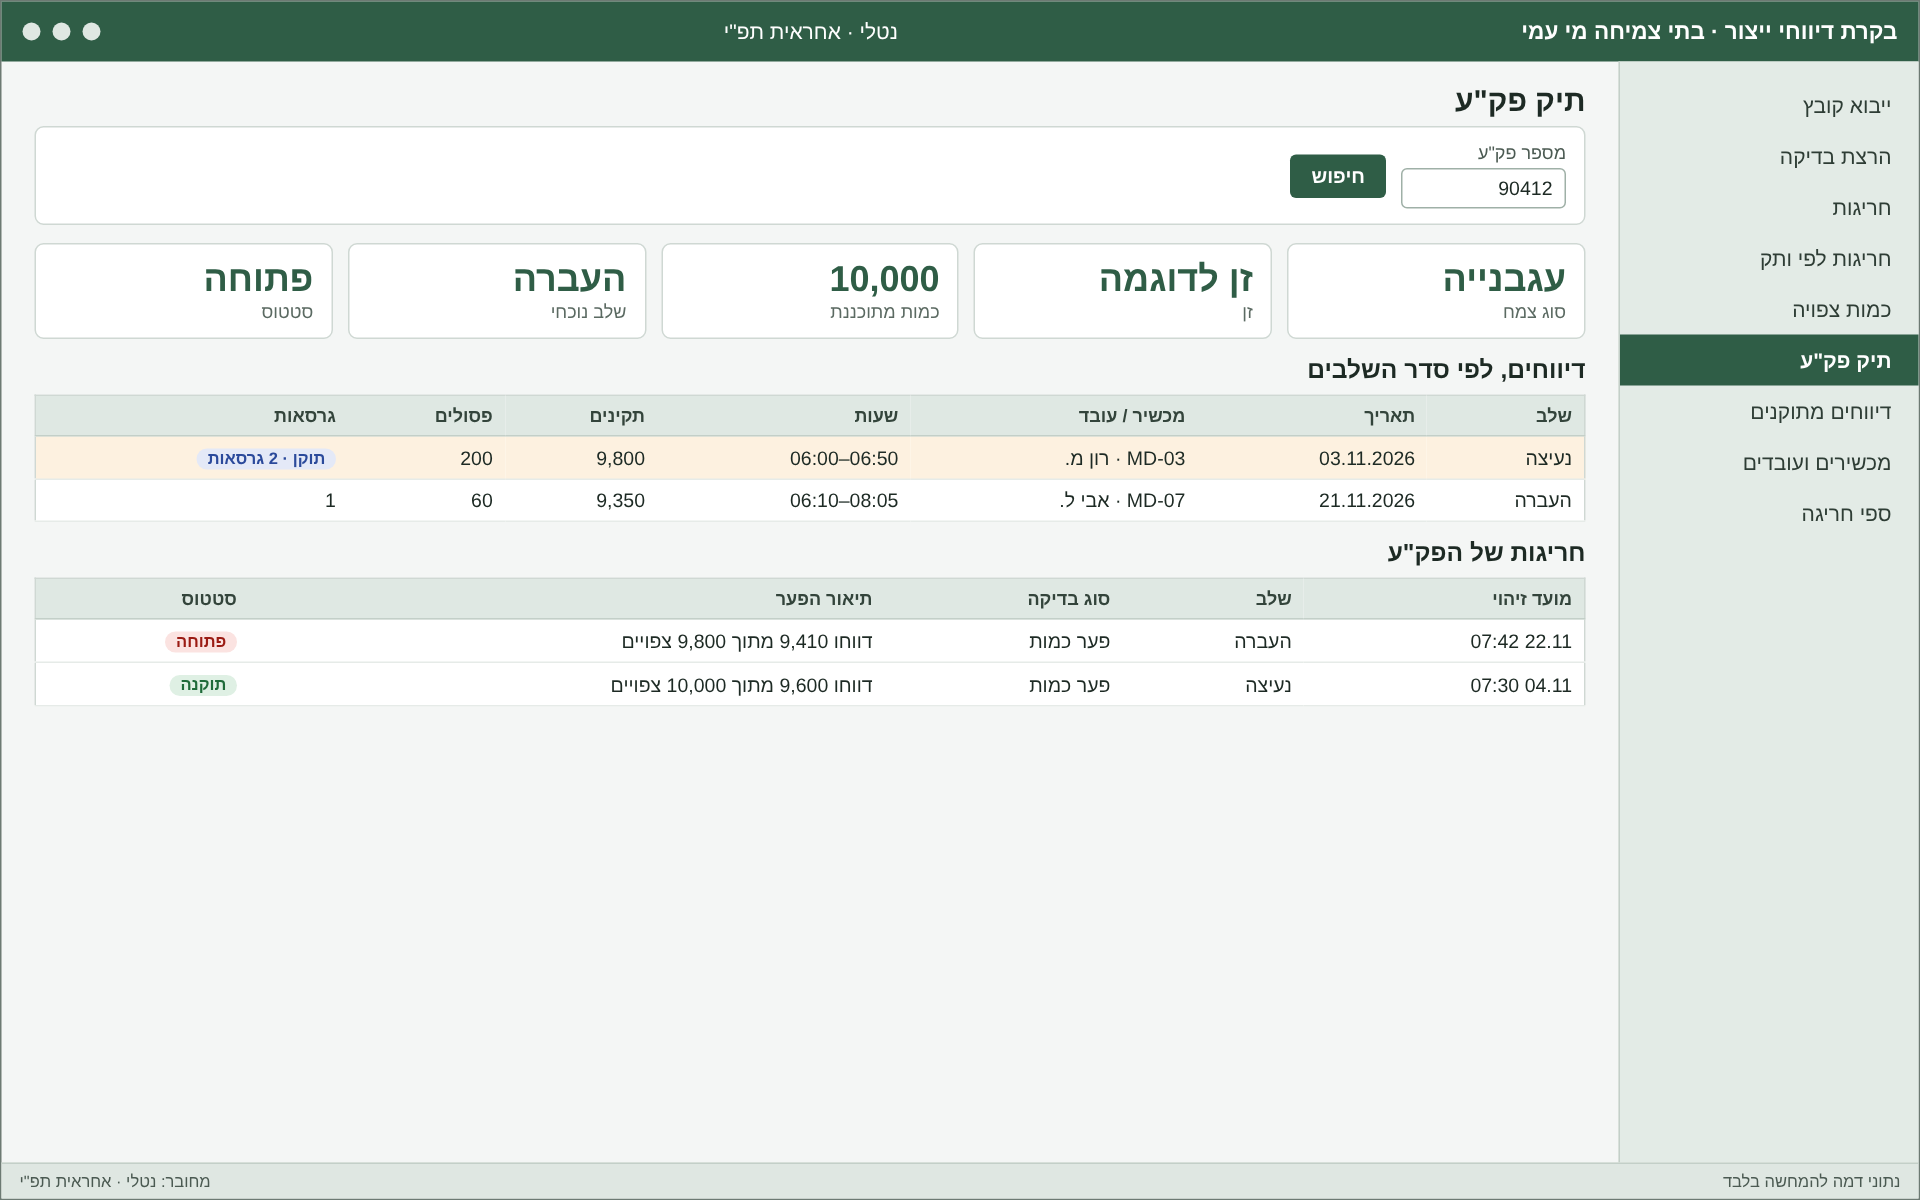 בקרת דיווחי ייצור · בתי צמיחה מי עמי
נטלי · אחראית תפ"י
ייבוא קובץ
הרצת בדיקה
חריגות
חריגות לפי ותק
כמות צפויה
תיק פק"ע
דיווחים מתוקנים
מכשירים ועובדים
ספי חריגה
תיק פק"ע
מספר פק"ע
90412
חיפוש
עגבנייה
סוג צמח
זן לדוגמה
זן
10,000
כמות מתוכננת
העברה
שלב נוכחי
פתוחה
סטטוס
דיווחים, לפי סדר השלבים
שלב תאריך מכשיר / עובד שעות תקינים פסולים גרסאות
נעיצה 03.11.2026 MD-03 · רון מ. 06:00–06:50 9,800 200 תוקן · 2 גרסאות
העברה 21.11.2026 MD-07 · אבי ל. 06:10–08:05 9,350 60 1
חריגות של הפק"ע
מועד זיהוי שלב סוג בדיקה תיאור הפער סטטוס
22.11 07:42 העברה פער כמות דווחו 9,410 מתוך 9,800 צפויים פתוחה
04.11 07:30 נעיצה פער כמות דווחו 9,600 מתוך 10,000 צפויים תוקנה
נתוני דמה להמחשה בלבד
מחובר: נטלי · אחראית תפ"י